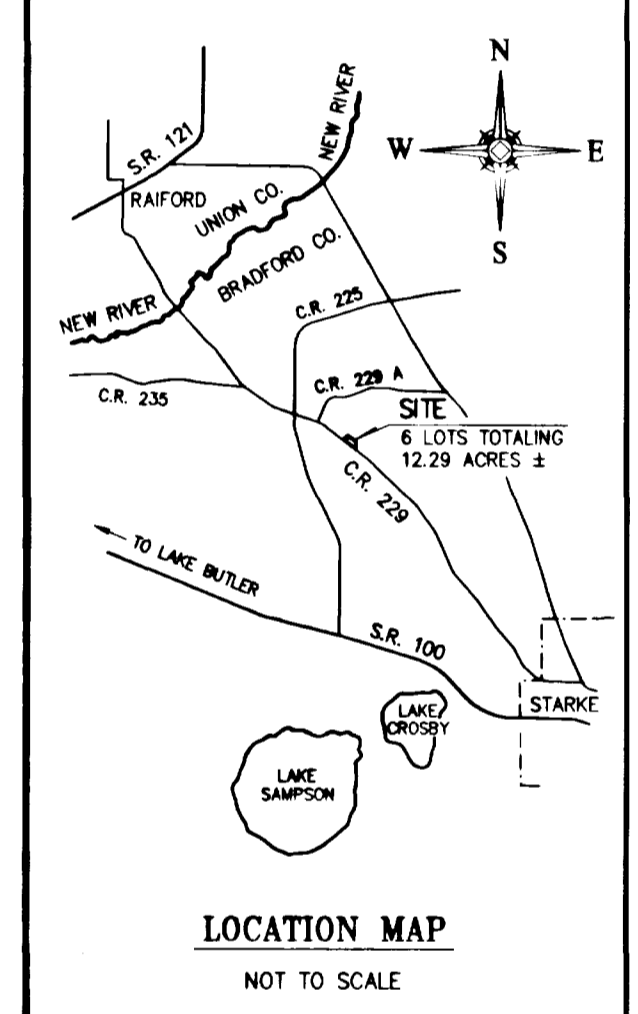 N
NEW RIVER
S.R. 121
W
E
RAIFORD
UNION CO.
S
BRADFORD CO.
NEW RIVER
C.R. 225
C.R. 229 A
C.R. 235
SITE
6 LOTS TOTALING
12.29 ACRES ±
C.R. 229
TO LAKE BUTLER
S.R. 100
STARKE
LAKE
CROSBY
LAKE
SAMPSON
LOCATION MAP
NOT TO SCALE